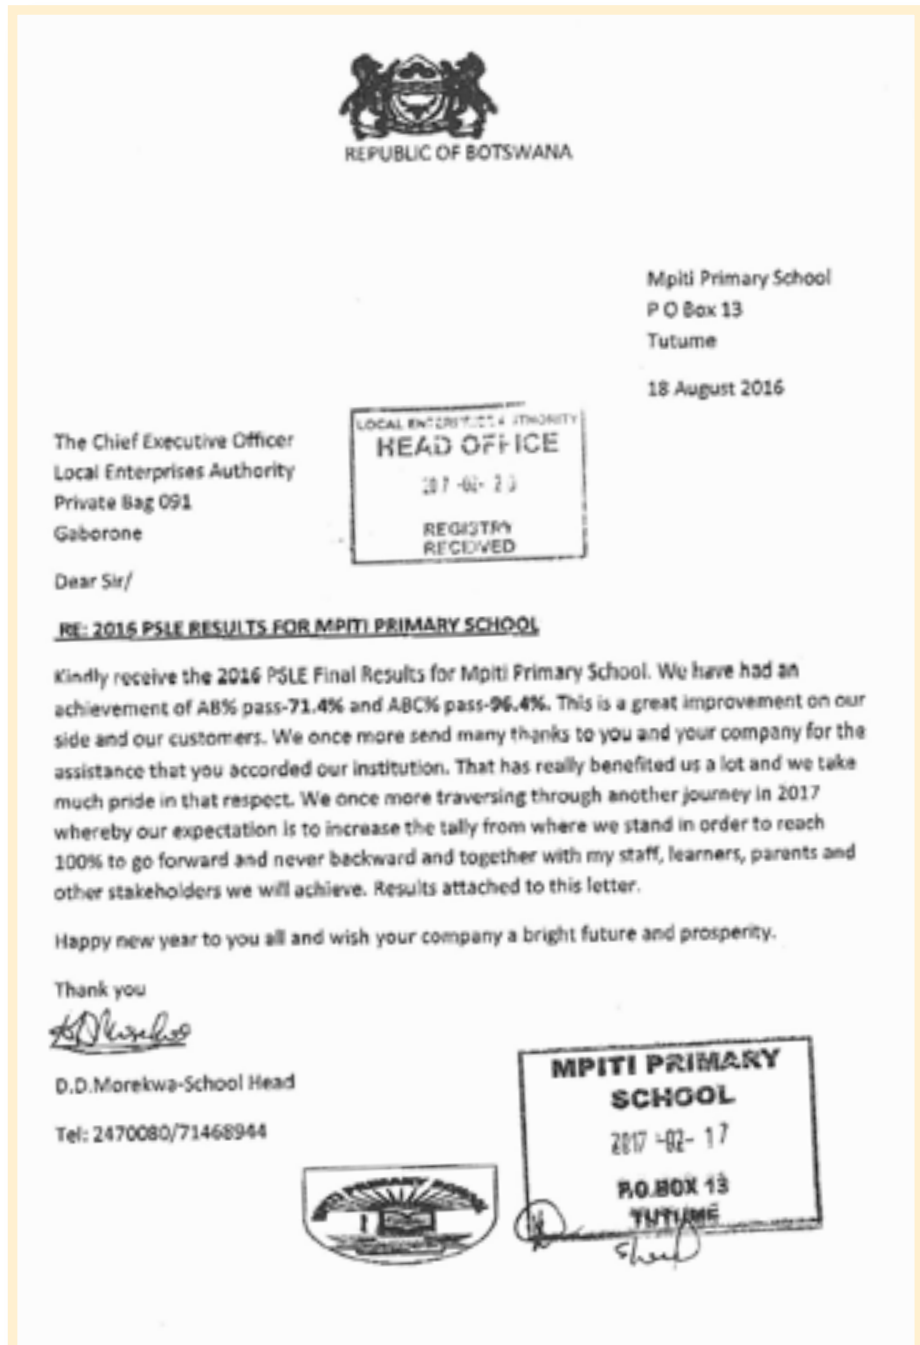 REPUBLIC OF BOTSWANA
Mpiti Primary School
P O Box 13
Tutume
18 August 2016
The Chief Executive Officer
Local Enterprises Authority
Private Bag 091
Gaborone
LOCAL ENTERPRISES AUTHORITY
HEAD OFFICE
REGISTRY
RECEIVED
Dear Sir/
RE: 2016 PSLE RESULTS FOR MPITI PRIMARY SCHOOL
Kindly receive the 2016 PSLE Final Results for Mpiti Primary School. We have had an
achievement of AB% pass-71.4% and ABC% pass-96.4%. This is a great improvement on our
side and our customers. We once more send many thanks to you and your company for the
assistance that you accorded our institution. That has really benefited us a lot and we take
much pride in that respect. We once more traversing through another journey in 2017
whereby our expectation is to increase the tally from where we stand in order to reach
100% to go forward and never backward and together with my staff, learners, parents and
other stakeholders we will achieve. Results attached to this letter.
Happy new year to you all and wish your company a bright future and prosperity.
Thank you
D.D.Morekwa-School Head
Tel: 2470080/71468944
MPITI PRIMARY SCHOOL
MPITI PRIMARY
SCHOOL
2017 -02- 17
P.O.BOX 13
TUTUME